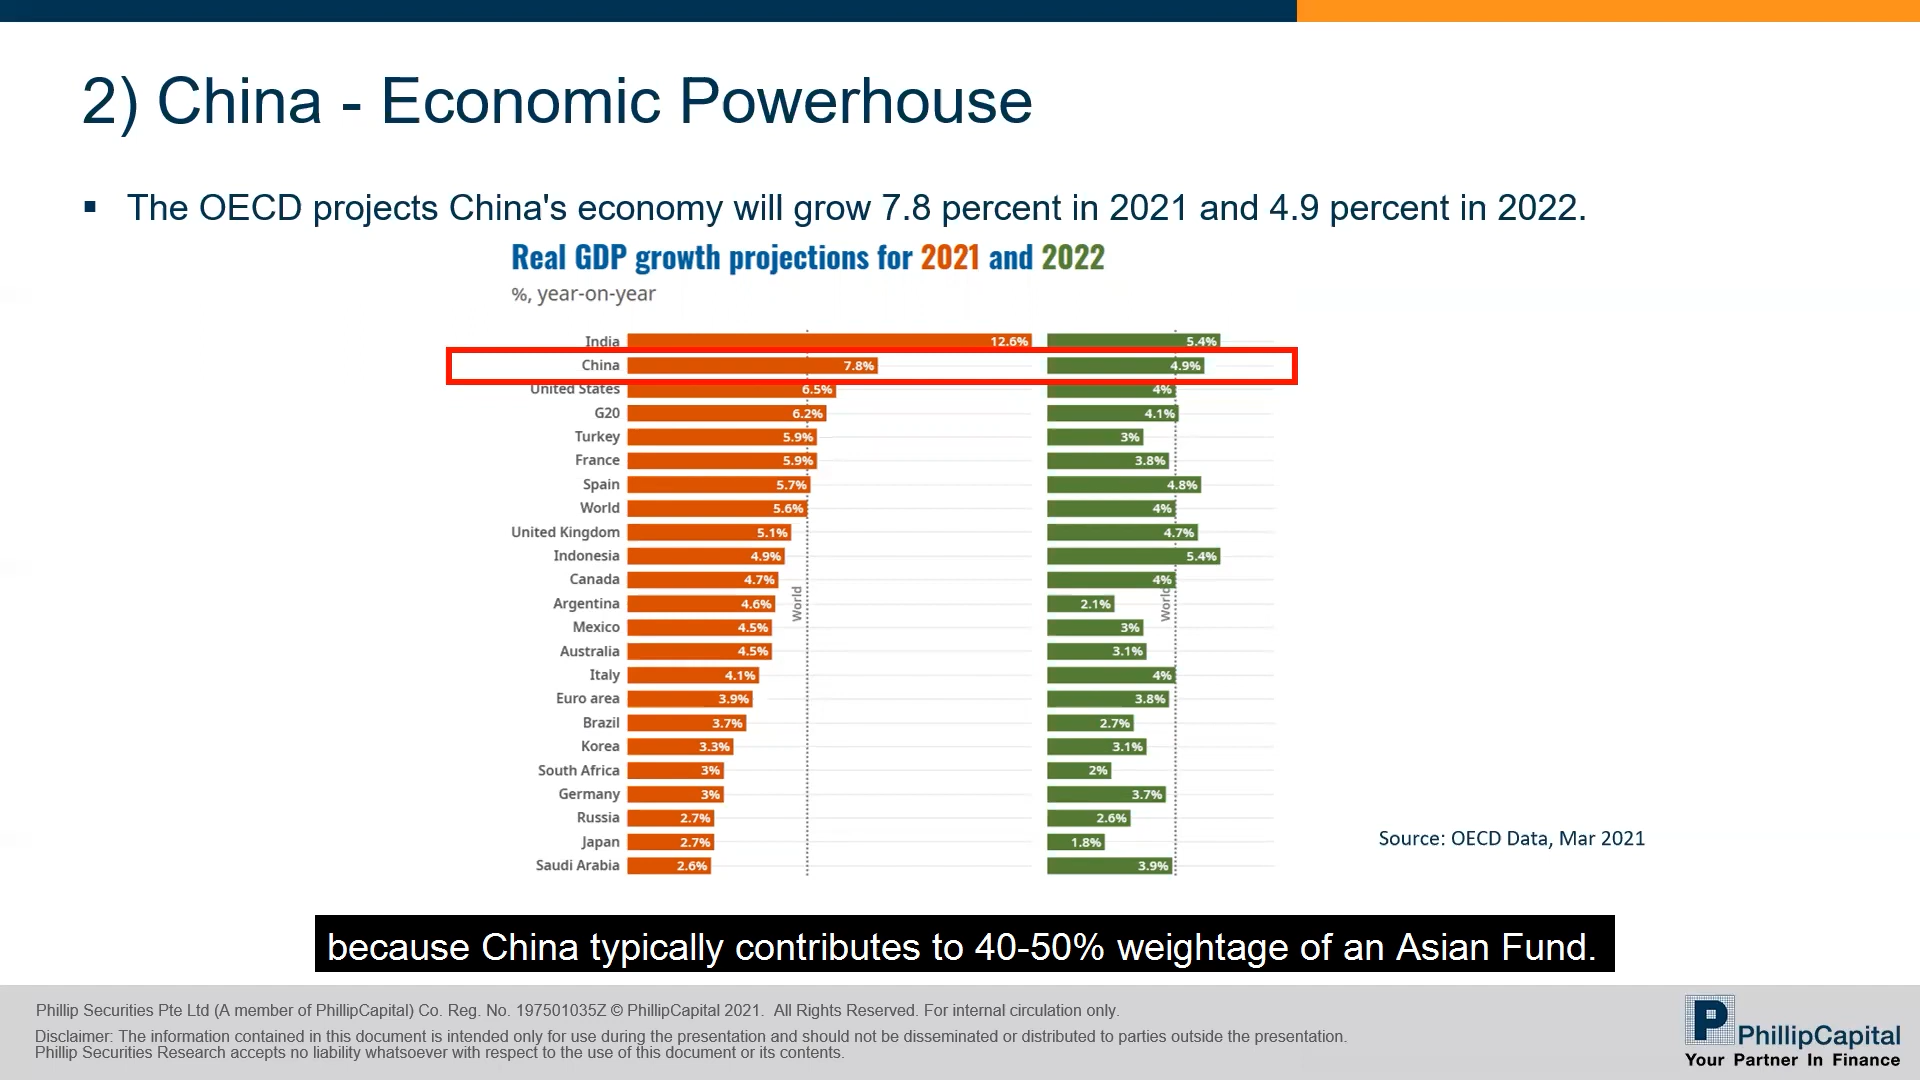 2) China - Economic Powerhouse
▪ The OECD projects China's economy will grow 7.8 percent in 2021 and 4.9 percent in 2022.
Real GDP growth projections for 2021 and 2022
%, year-on-year
India 12.6% 5.4%
China 7.8% 4.9%
United States 6.5% 4%
G20 6.2% 4.1%
Turkey 5.9% 3%
France 5.9% 3.8%
Spain 5.7% 4.8%
World 5.6% 4%
United Kingdom 5.1% 4.7%
Indonesia 4.9% 5.4%
Canada 4.7% 4%
Argentina 4.6% 2.1%
World World
Mexico 4.5% 3%
Australia 4.5% 3.1%
Italy 4.1% 4%
Euro area 3.9% 3.8%
Brazil 3.7% 2.7%
Korea 3.3% 3.1%
South Africa 3% 2%
Germany 3% 3.7%
Russia 2.7% 2.6%
Japan 2.7% 1.8%
Saudi Arabia 2.6% 3.9%
Source: OECD Data, Mar 2021
because China typically contributes to 40-50% weightage of an Asian Fund.
Phillip Securities Pte Ltd (A member of PhillipCapital) Co. Reg. No. 197501035Z © PhillipCapital 2021. All Rights Reserved. For internal circulation only.
Disclaimer: The information contained in this document is intended only for use during the presentation and should not be disseminated or distributed to parties outside the presentation.
Phillip Securities Research accepts no liability whatsoever with respect to the use of this document or its contents.
P PhillipCapital
Your Partner In Finance